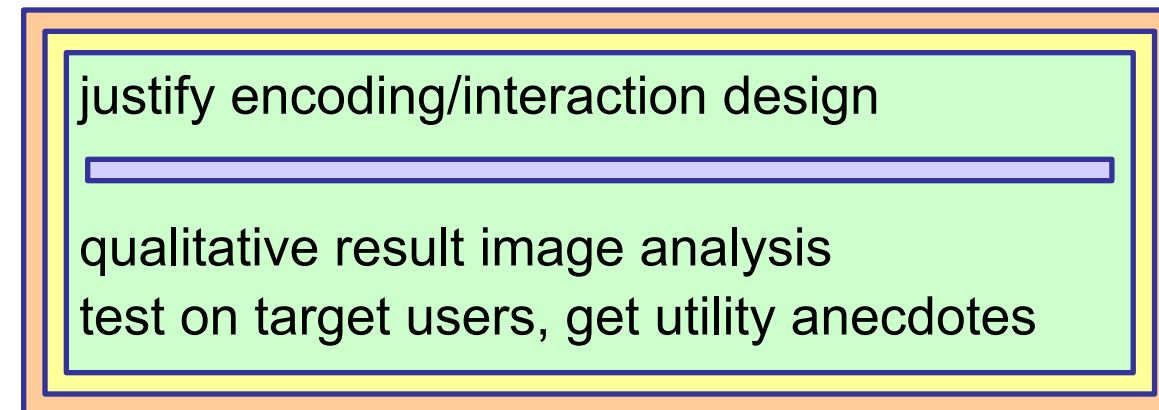 justify encoding/interaction design
qualitative result image analysis
test on target users, get utility anecdotes